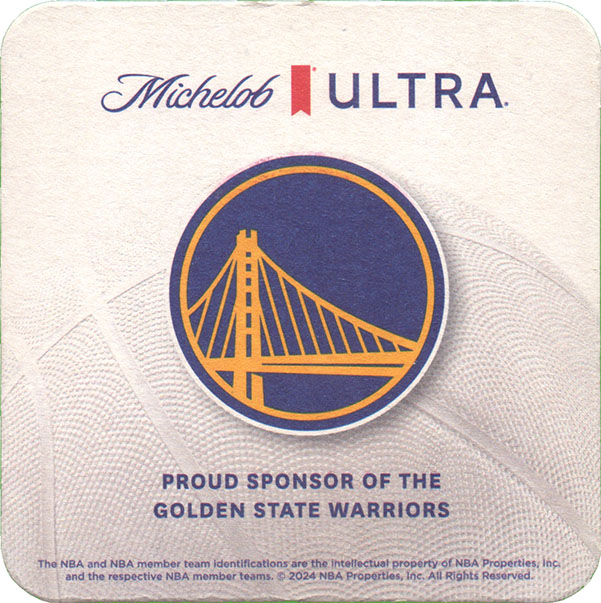 Michelob ULTRA
PROUD SPONSOR OF THE
GOLDEN STATE WARRIORS
The NBA and NBA member team identifications are the intellectual property of NBA Properties, Inc.
and the respective NBA member teams. © 2024 NBA Properties, Inc. All Rights Reserved.